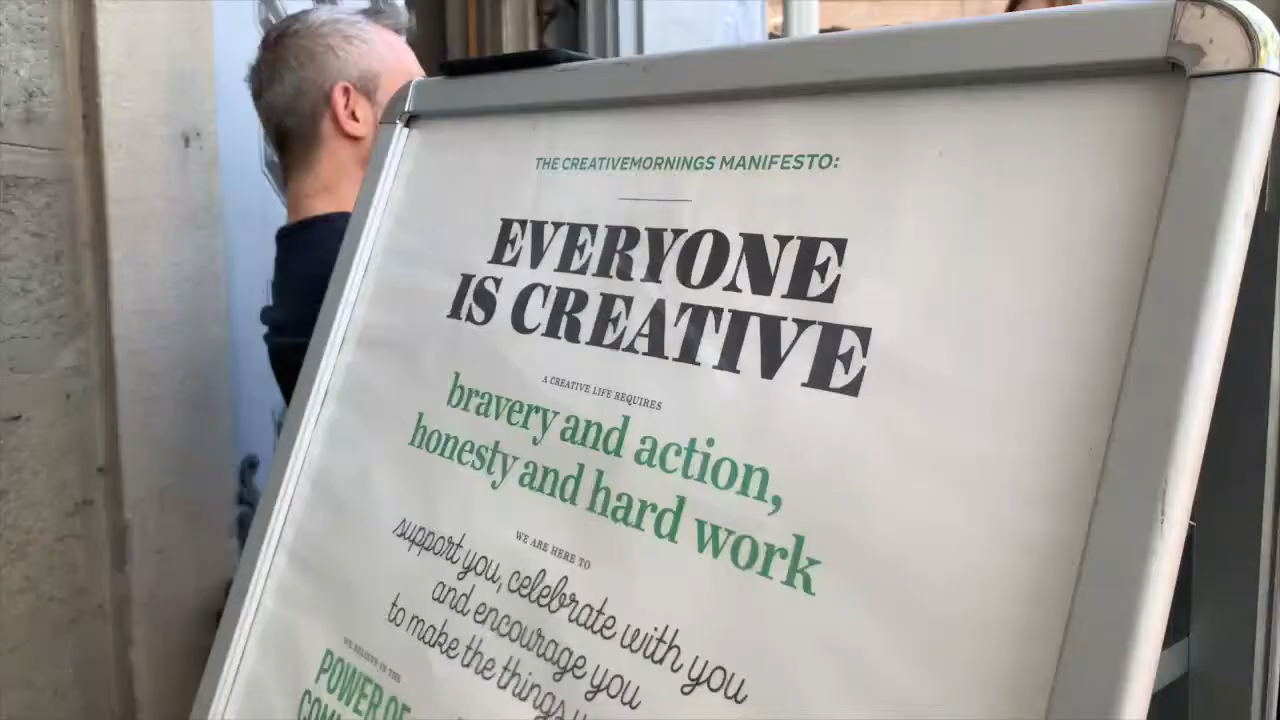 THE CREATIVEMORNINGS MANIFESTO:
EVERYONE
IS CREATIVE
A CREATIVE LIFE REQUIRES
bravery and action,
honesty and hard work
WE ARE HERE TO
support you, celebrate with you
and encourage you
to make the things
WE BELIEVE IN THE
POWER OF